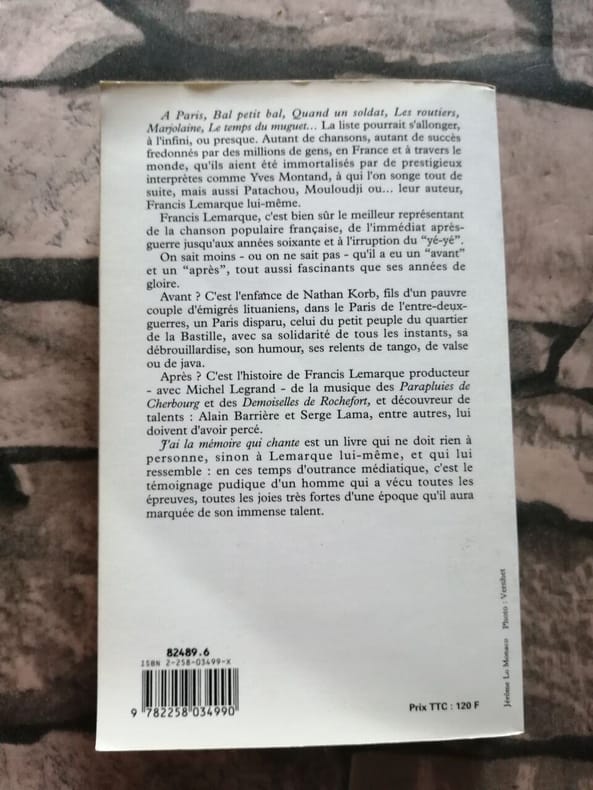 A Paris, Bal petit bal, Quand un soldat, Les routiers,
Marjolaine, Le temps du muguet... La liste pourrait s'allonger,
à l'infini, ou presque. Autant de chansons, autant de succès
fredonnés par des millions de gens, en France et à travers le
monde, qu'ils aient été immortalisés par de prestigieux
interprètes comme Yves Montand, à qui l'on songe tout de
suite, mais aussi Patachou, Mouloudji ou... leur auteur,
Francis Lemarque lui-même.
Francis Lemarque, c'est bien sûr le meilleur représentant
de la chanson populaire française, de l'immédiat après-
guerre jusqu'aux années soixante et à l'irruption du "yé-yé".
On sait moins - ou on ne sait pas - qu'il a eu un "avant"
et un "après", tout aussi fascinants que ses années de
gloire.
Avant ? C'est l'enfance de Nathan Korb, fils d'un pauvre
couple d'émigrés lituaniens, dans le Paris de l'entre-deux-
guerres, un Paris disparu, celui du petit peuple du quartier
de la Bastille, avec sa solidarité de tous les instants, sa
débrouillardise, son humour, ses relents de tango, de valse
ou de java.
Après ? C'est l'histoire de Francis Lemarque producteur
- avec Michel Legrand - de la musique des Parapluies de
Cherbourg et des Demoiselles de Rochefort, et découvreur de
talents : Alain Barrière et Serge Lama, entre autres, lui
doivent d'avoir percé.
J'ai la mémoire qui chante est un livre qui ne doit rien à
personne, sinon à Lemarque lui-même, et qui lui
ressemble : en ces temps d'outrance médiatique, c'est le
témoignage pudique d'un homme qui a vécu toutes les
épreuves, toutes les joies très fortes d'une époque qu'il aura
marquée de son immense talent.
82489.6
ISBN 2-258-03499-X
9 782258 034990
Prix TTC : 120 F
Jérôme Lo Monaco Photo : Vernhet